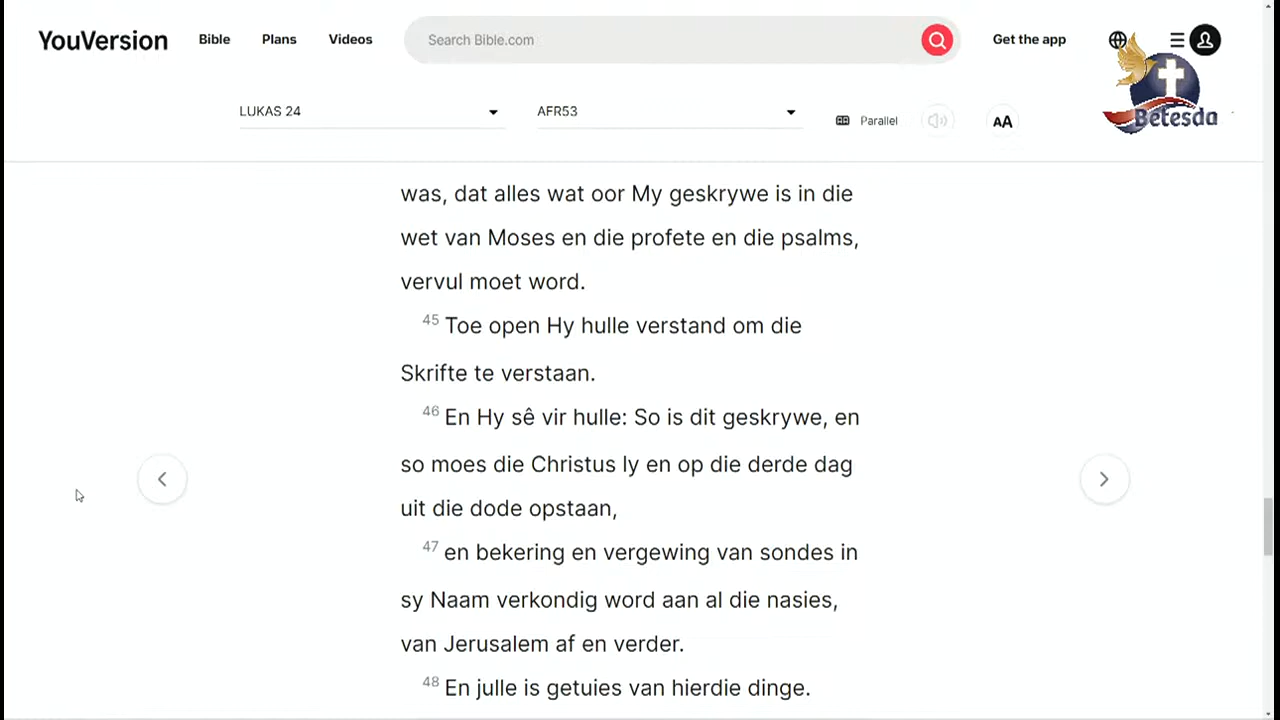 YouVersion Bible Plans Videos Search Bible.com Get the app
LUKAS 24 AFR53 Parallel AA
Betesda
was, dat alles wat oor My geskrywe is in die
wet van Moses en die profete en die psalms,
vervul moet word.
45 Toe open Hy hulle verstand om die
Skrifte te verstaan.
46 En Hy sê vir hulle: So is dit geskrywe, en
so moes die Christus ly en op die derde dag
uit die dode opstaan,
47 en bekering en vergewing van sondes in
sy Naam verkondig word aan al die nasies,
van Jerusalem af en verder.
48 En julle is getuies van hierdie dinge.